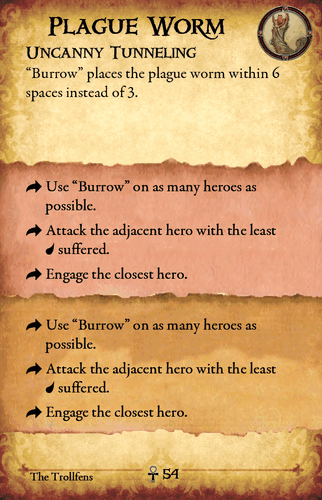 Plague Worm
Uncanny Tunneling
“Burrow” places the plague worm within 6
spaces instead of 3.
Use “Burrow” on as many heroes as
possible.
Attack the adjacent hero with the least
suffered.
Engage the closest hero.
Use “Burrow” on as many heroes as
possible.
Attack the adjacent hero with the least
suffered.
Engage the closest hero.
The Trollfens
54